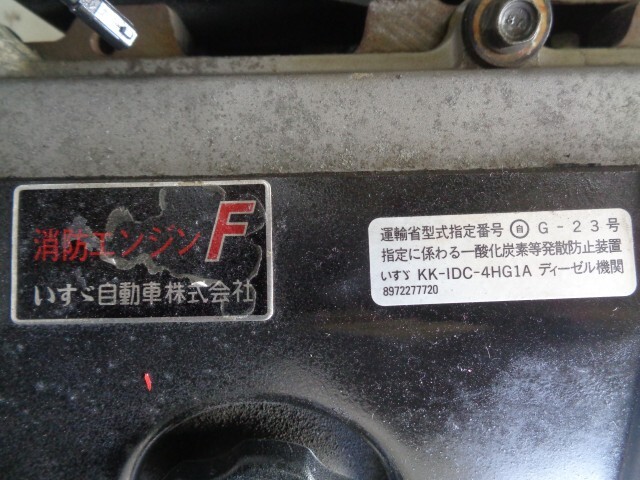 消防エンジン F
いすゞ自動車株式会社
運輸省型式指定番号 自 G-23号
指定に係わる一酸化炭素等発散防止装置
いすゞ KK-IDC-4HG1A ディーゼル機関
8972277720